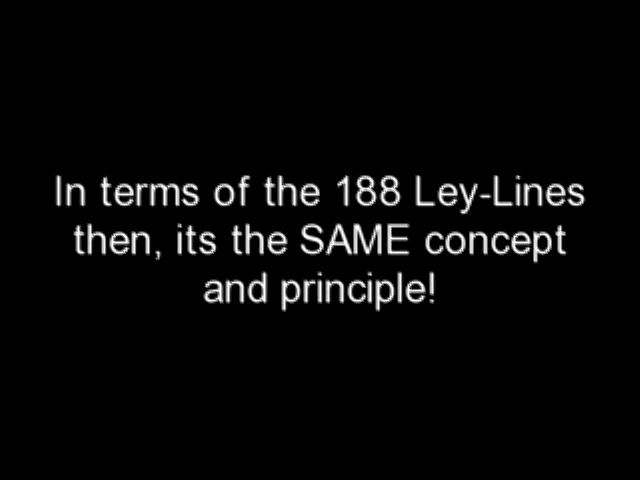 In terms of the 188 Ley-Lines
then, its the SAME concept
and principle!